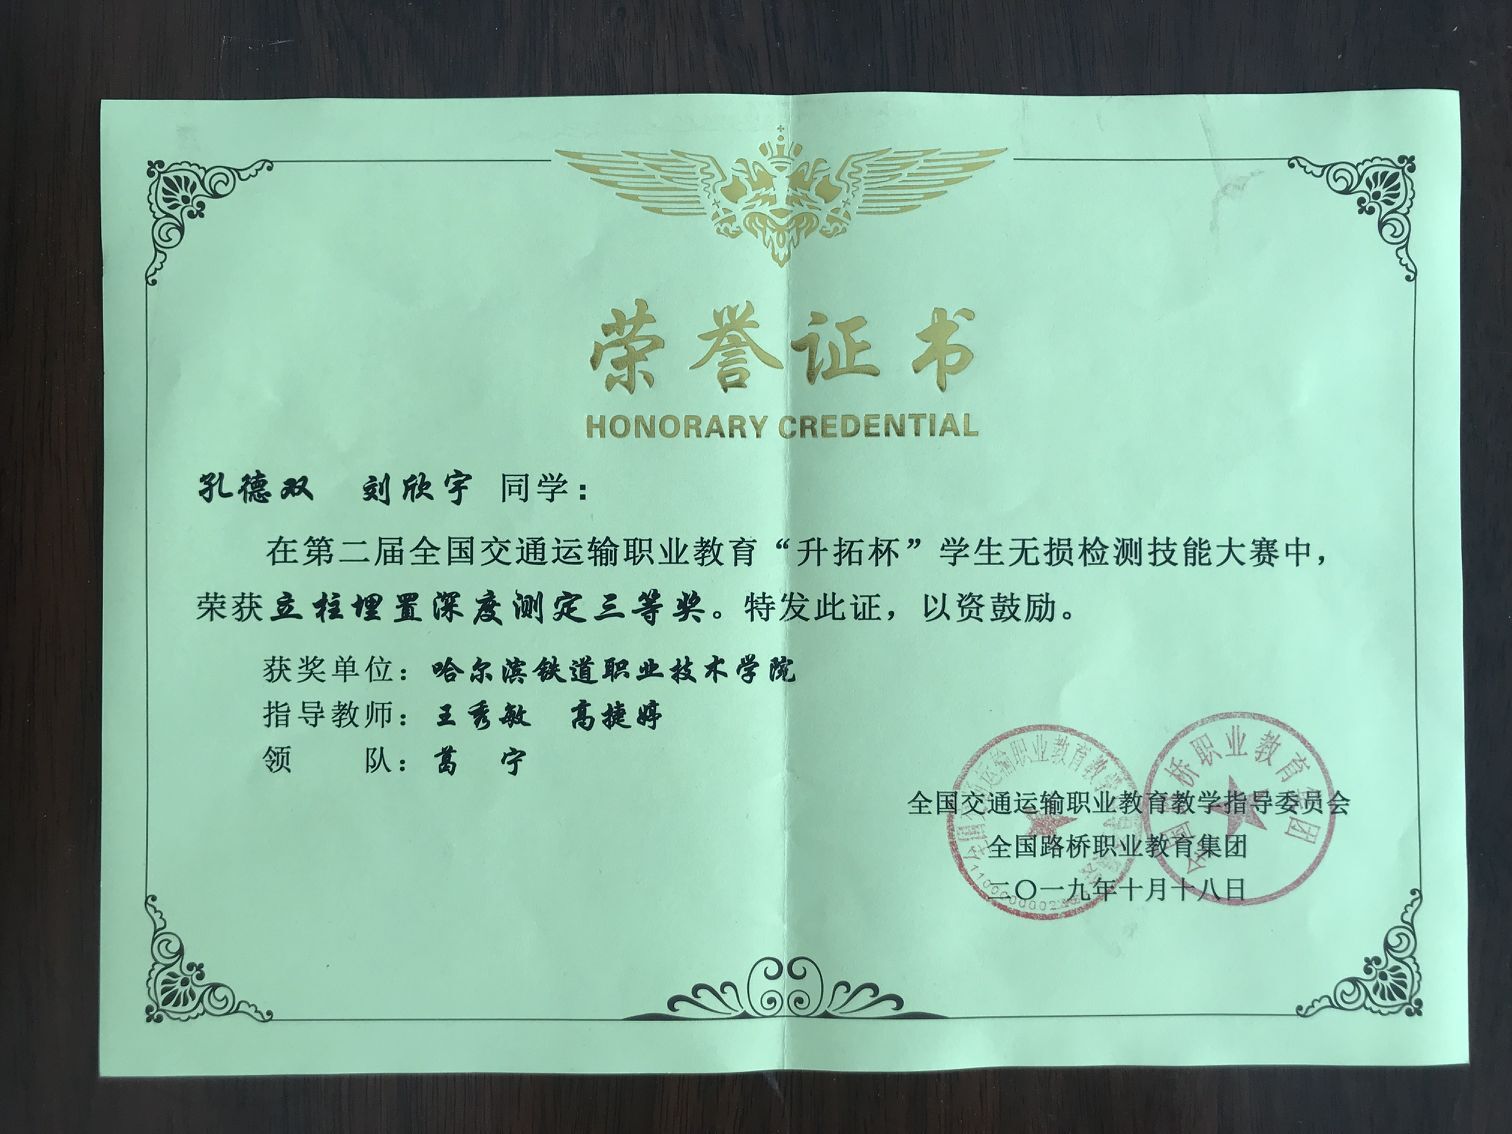 荣誉证书
HONORARY CREDENTIAL
孔德双 刘欣宇 同学：
在第二届全国交通运输职业教育“升拓杯”学生无损检测技能大赛中，
荣获立柱埋置深度测定三等奖。特发此证，以资鼓励。
获奖单位：哈尔滨铁道职业技术学院
指导教师：王秀敏 高捷婷
领 队：葛 宁
全国交通运输职业教育教学指导委员会
全国路桥职业教育集团
二〇一九年十月十八日